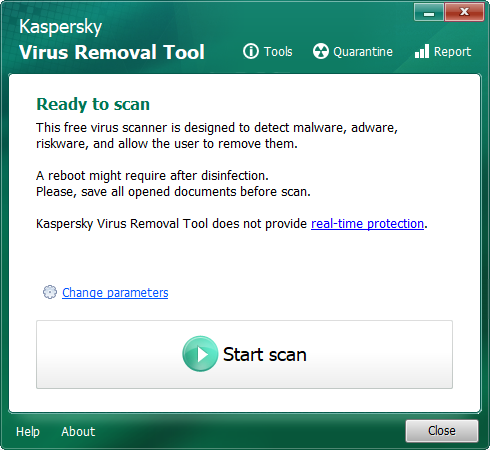 Kaspersky
Virus Removal Tool
Tools
Quarantine
Report
Ready to scan
This free virus scanner is designed to detect malware, adware,
riskware, and allow the user to remove them.
A reboot might require after disinfection.
Please, save all opened documents before scan.
Kaspersky Virus Removal Tool does not provide real-time protection.
Change parameters
Start scan
Help
About
Close